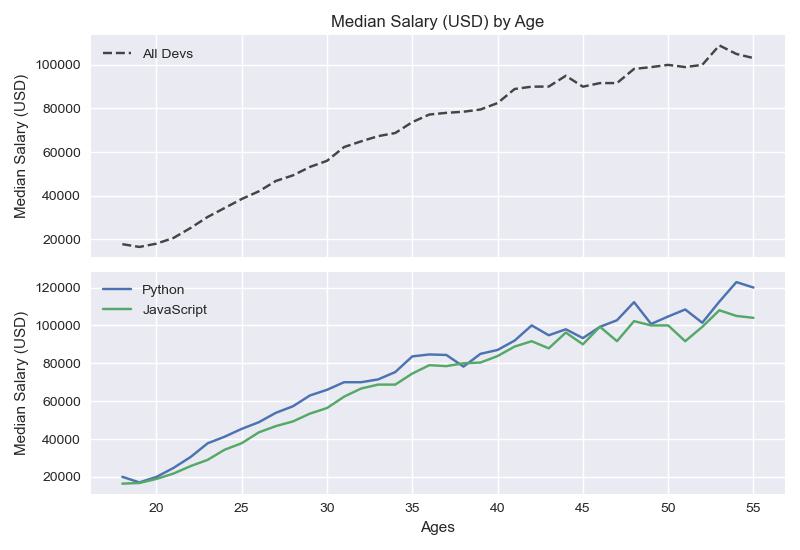 Median Salary (USD) by Age
Median Salary (USD)
100000
80000
60000
40000
20000
All Devs
Median Salary (USD)
120000
100000
80000
60000
40000
20000
Python
JavaScript
20 25 30 35 40 45 50 55
Ages